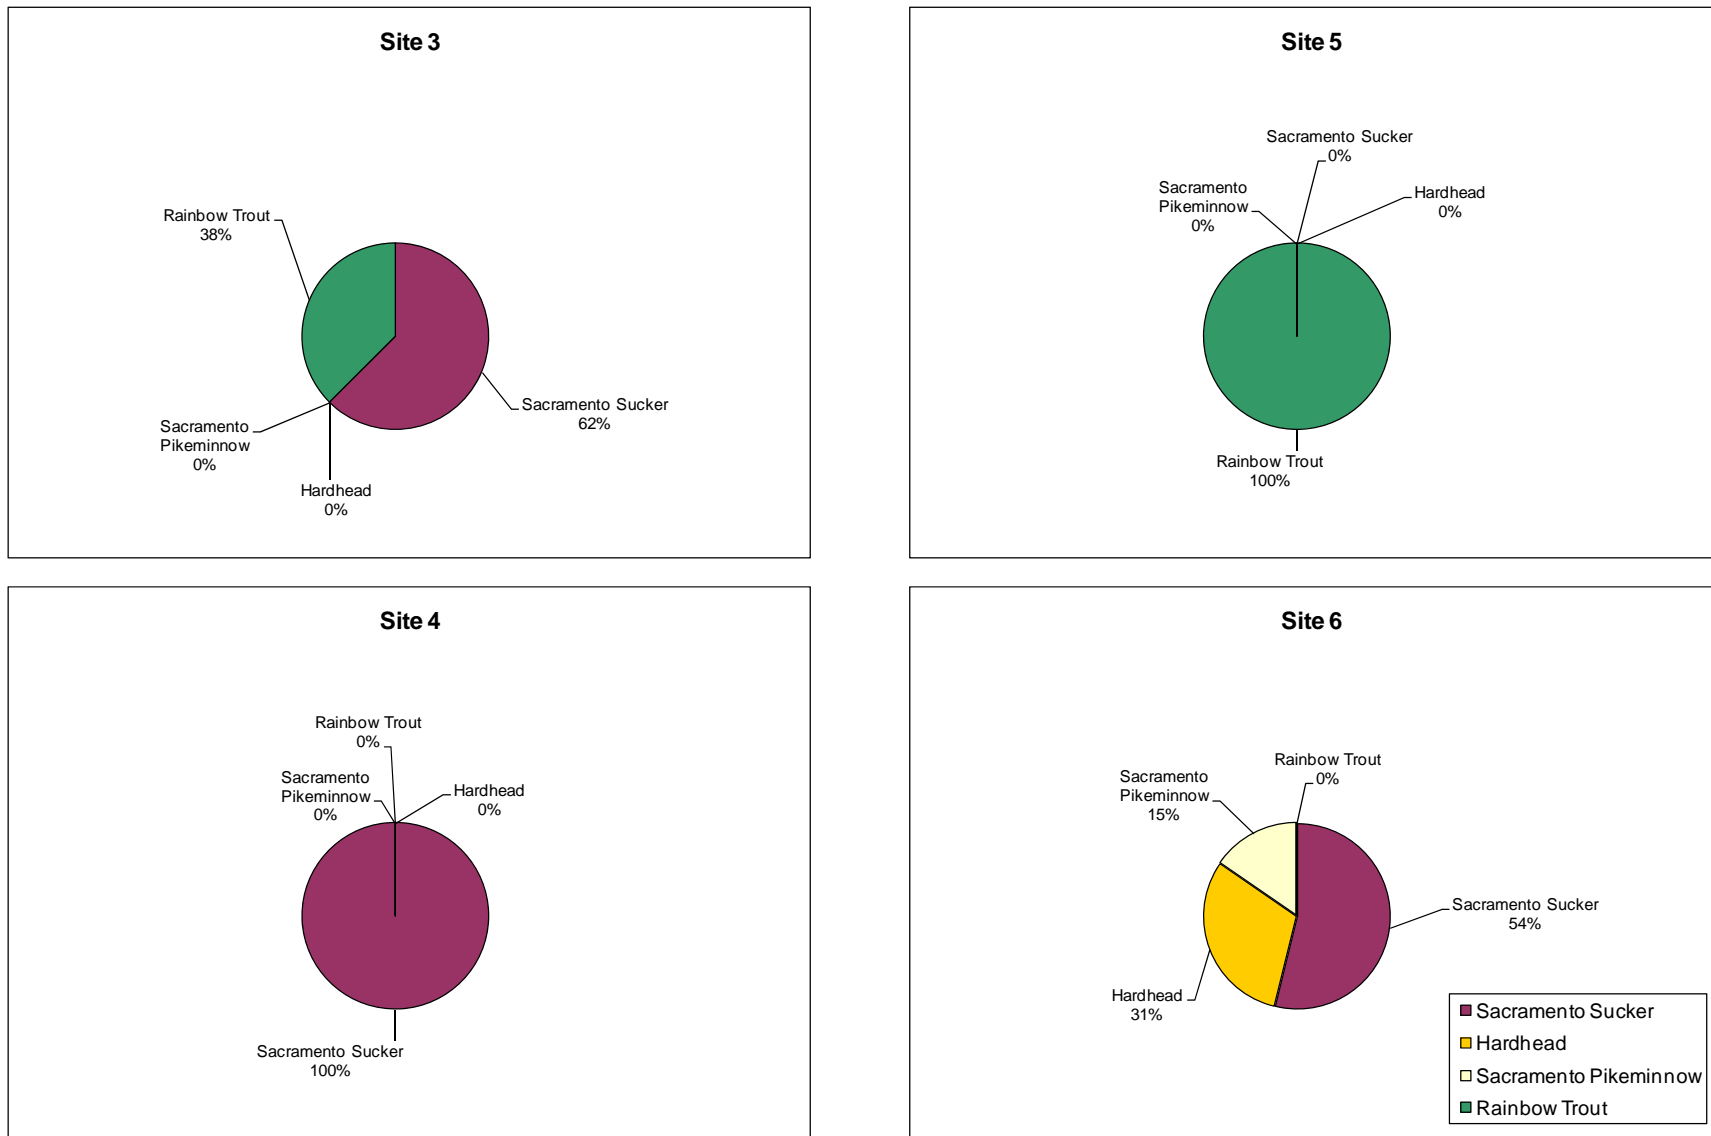 Site 3
Rainbow Trout
38%
Sacramento Sucker
62%
Sacramento
Pikeminnow
0%
Hardhead
0%
Site 5
Sacramento Sucker
0%
Sacramento
Pikeminnow
0%
Hardhead
0%
Rainbow Trout
100%
Site 4
Rainbow Trout
0%
Sacramento
Pikeminnow
0%
Hardhead
0%
Sacramento Sucker
100%
Site 6
Rainbow Trout
0%
Sacramento
Pikeminnow
15%
Sacramento Sucker
54%
Hardhead
31%
Sacramento Sucker
Hardhead
Sacramento Pikeminnow
Rainbow Trout